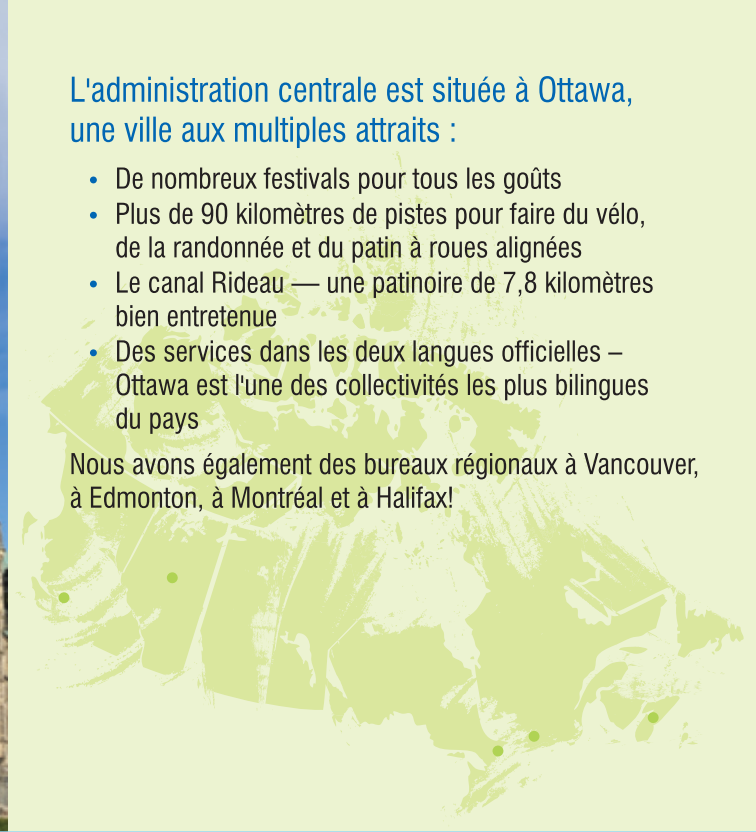 L'administration centrale est située à Ottawa,
une ville aux multiples attraits :
• De nombreux festivals pour tous les goûts
• Plus de 90 kilomètres de pistes pour faire du vélo,
de la randonnée et du patin à roues alignées
• Le canal Rideau — une patinoire de 7,8 kilomètres
bien entretenue
• Des services dans les deux langues officielles –
Ottawa est l'une des collectivités les plus bilingues
du pays
Nous avons également des bureaux régionaux à Vancouver,
à Edmonton, à Montréal et à Halifax!